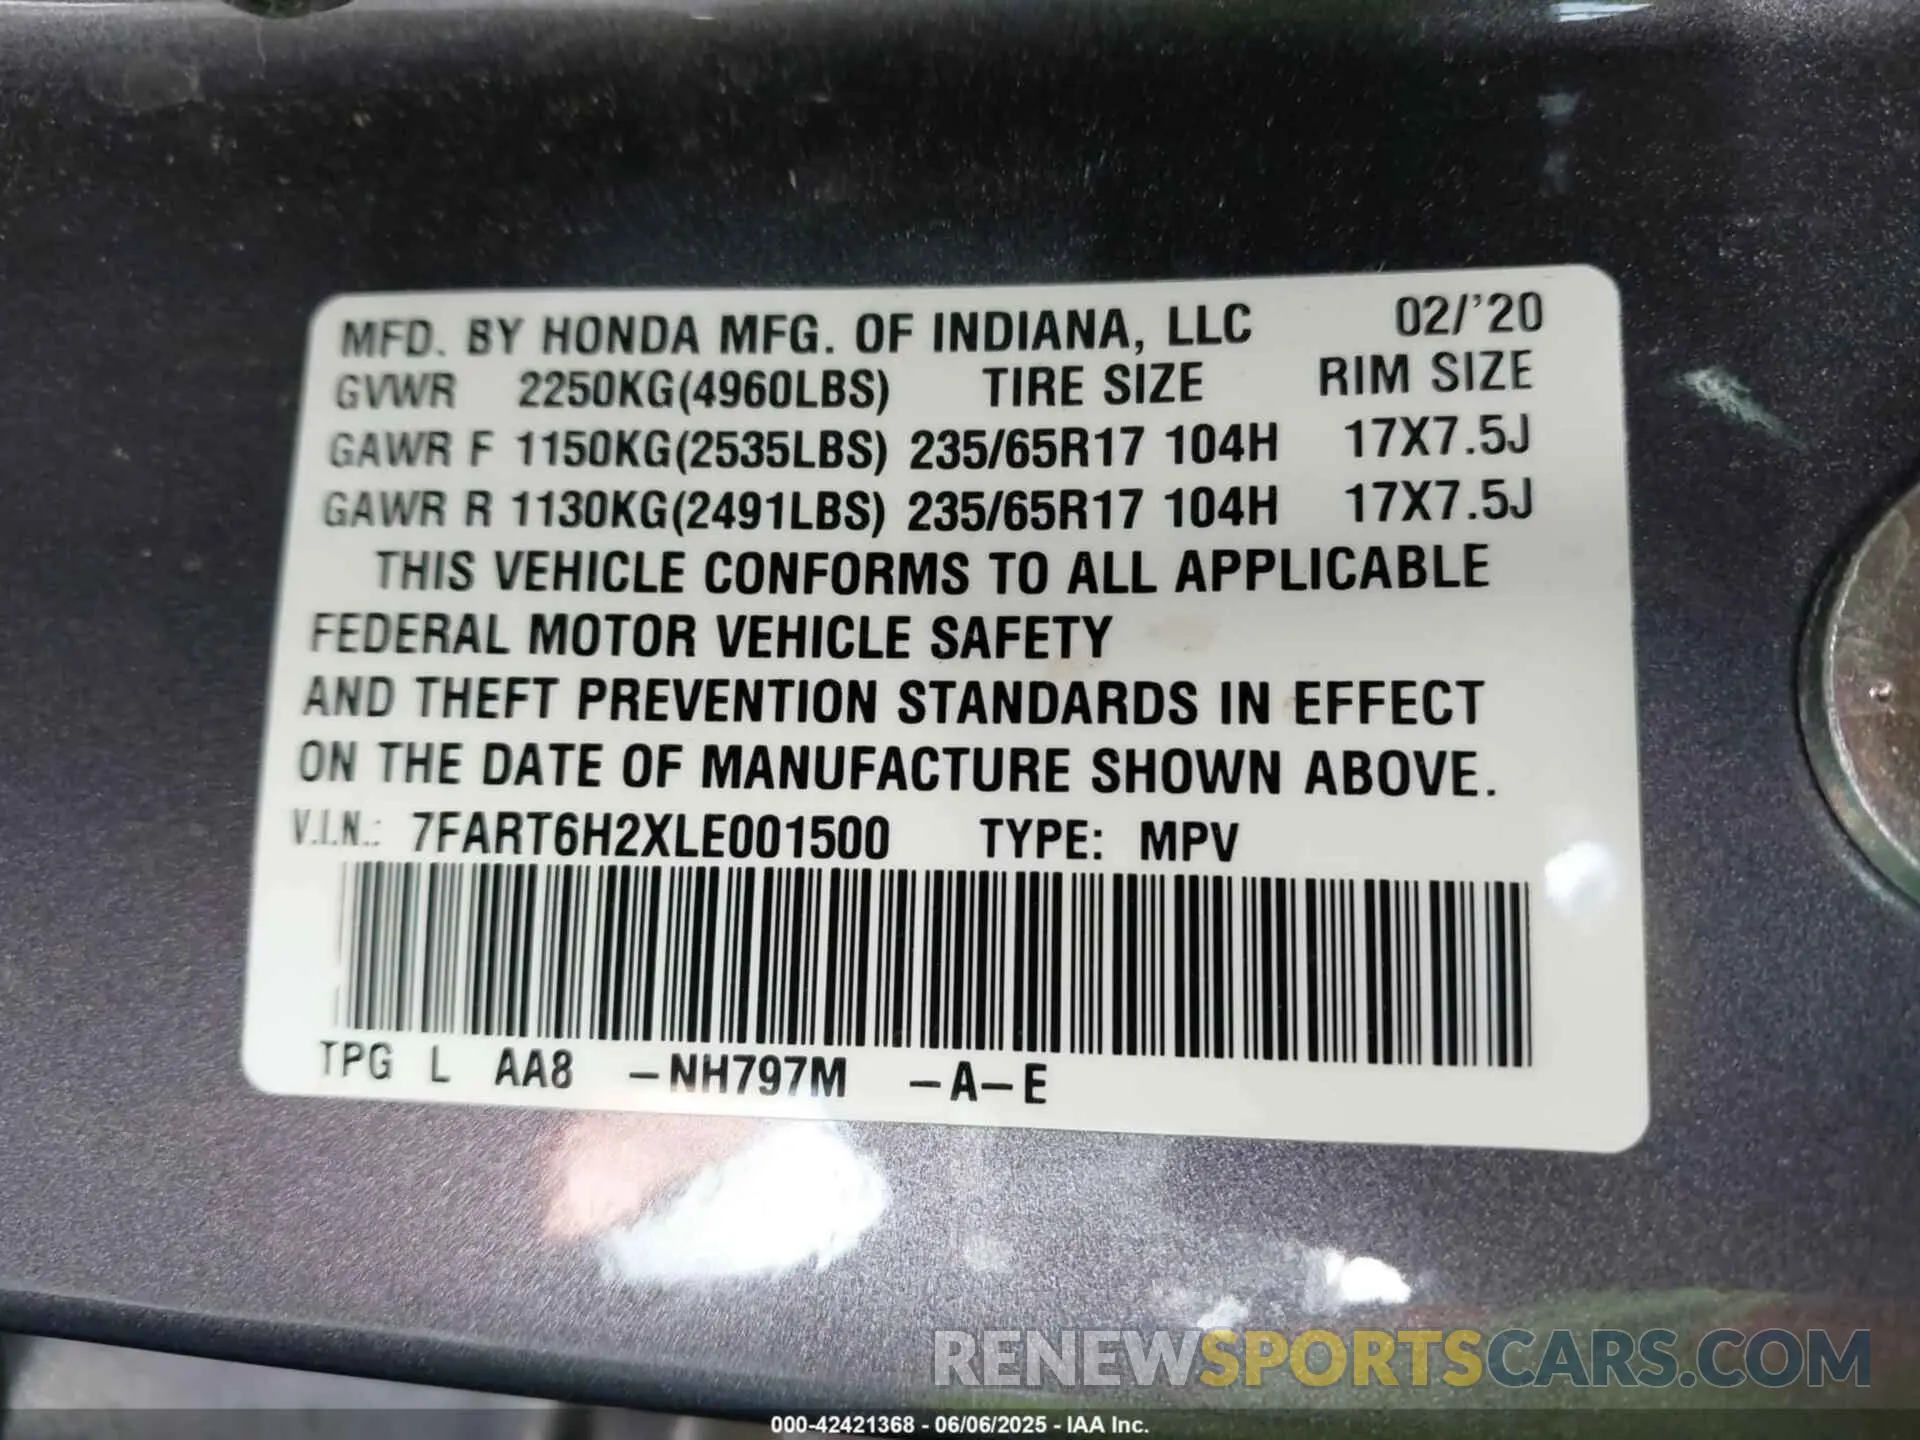 MFD. BY HONDA MFG. OF INDIANA, LLC 02/'20
GVWR 2250KG(4960LBS) TIRE SIZE RIM SIZE
GAWR F 1150KG(2535LBS) 235/65R17 104H 17X7.5J
GAWR R 1130KG(2491LBS) 235/65R17 104H 17X7.5J
THIS VEHICLE CONFORMS TO ALL APPLICABLE
FEDERAL MOTOR VEHICLE SAFETY
AND THEFT PREVENTION STANDARDS IN EFFECT
ON THE DATE OF MANUFACTURE SHOWN ABOVE.
V.I.N.: 7FART6H2XLE001500 TYPE: MPV
TPG L AA8 -NH797M -A-E
RENEWSPORTSCARS.COM
000-42421368 - 06/06/2025 - IAA Inc.